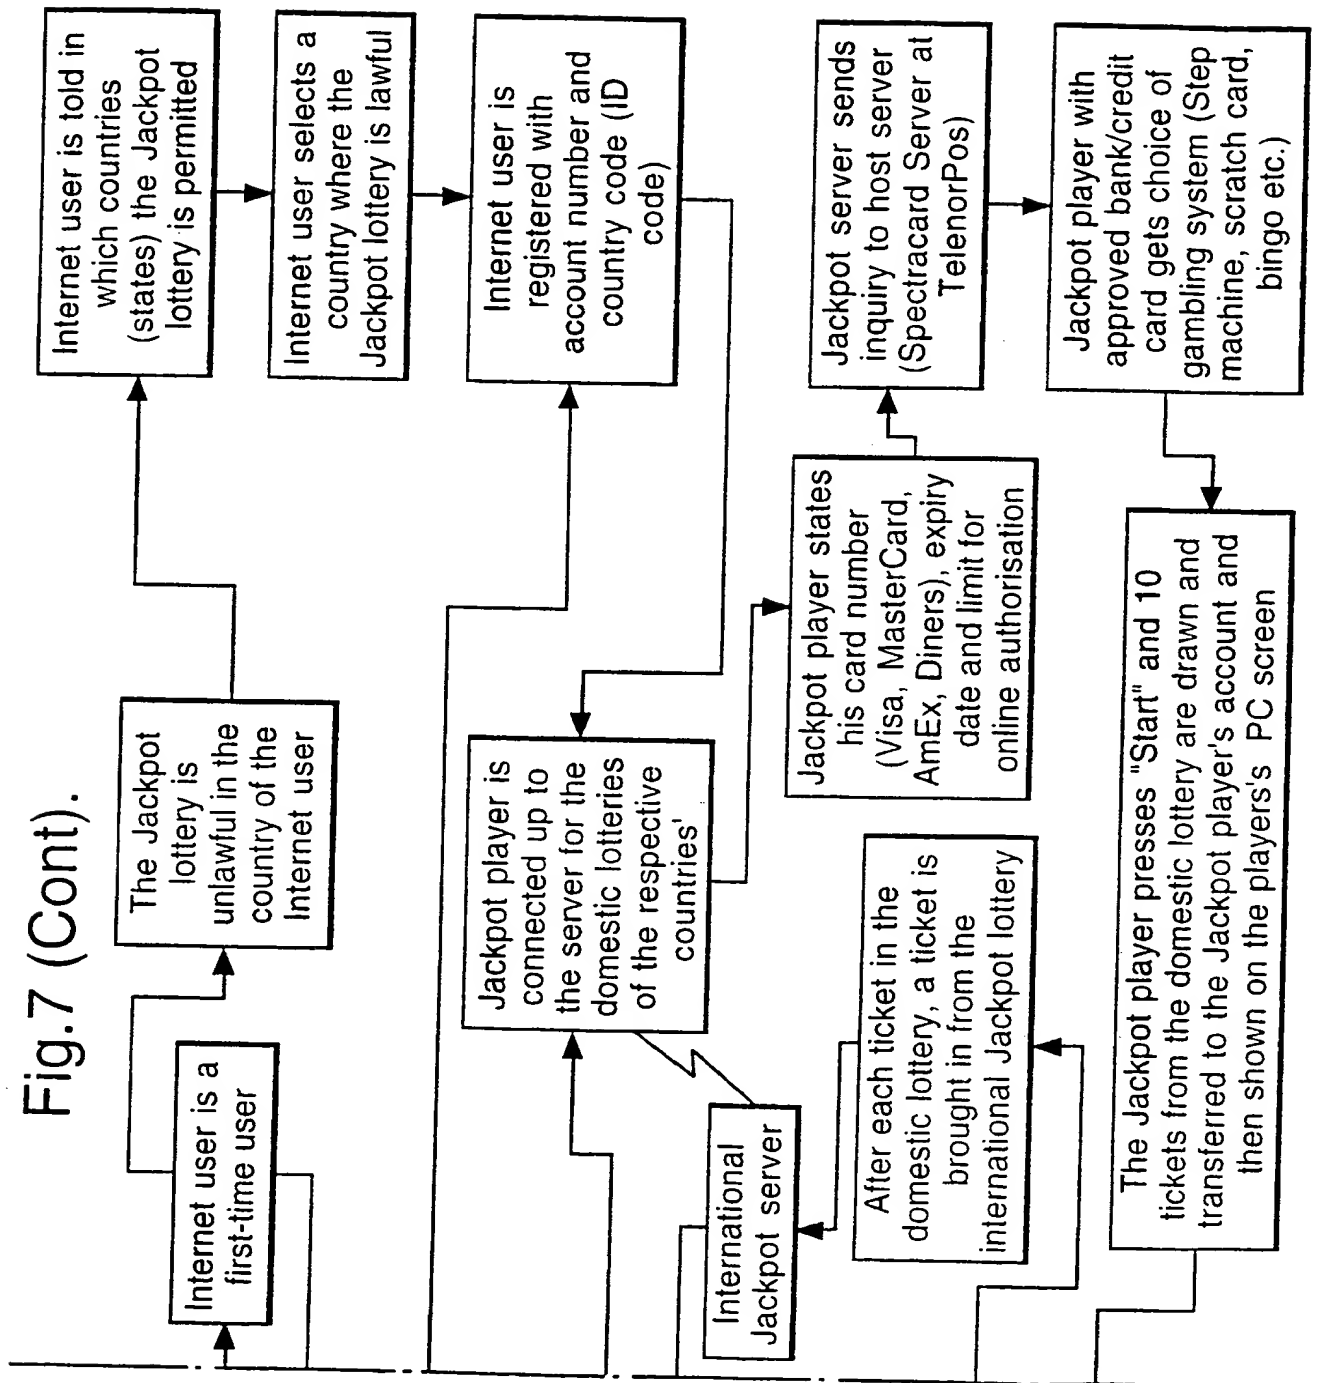 Fig.7 (Cont).
Internet user is a
first-time user
The Jackpot
lottery is
unlawful in the
country of the
Internet user
Internet user is told in
which countries
(states) the Jackpot
lottery is permitted
Internet user selects a
country where the
Jackpot lottery is lawful
Internet user is
registered with
account number and
country code (ID
code)
Jackpot player is
connected up to
the server for the
domestic lotteries
of the respective
countries'
International
Jackpot server
After each ticket in the
domestic lottery, a ticket is
brought in from the
international Jackpot lottery
Jackpot player states
his card number
(Visa, MasterCard,
AmEx, Diners), expiry
date and limit for
online authorisation
Jackpot server sends
inquiry to host server
(Spectracard Server at
TelenorPos)
Jackpot player with
approved bank/credit
card gets choice of
gambling system (Step
machine, scratch card,
bingo etc.)
The Jackpot player presses "Start" and 10
tickets from the domestic lottery are drawn and
transferred to the Jackpot player's account and
then shown on the players's PC screen